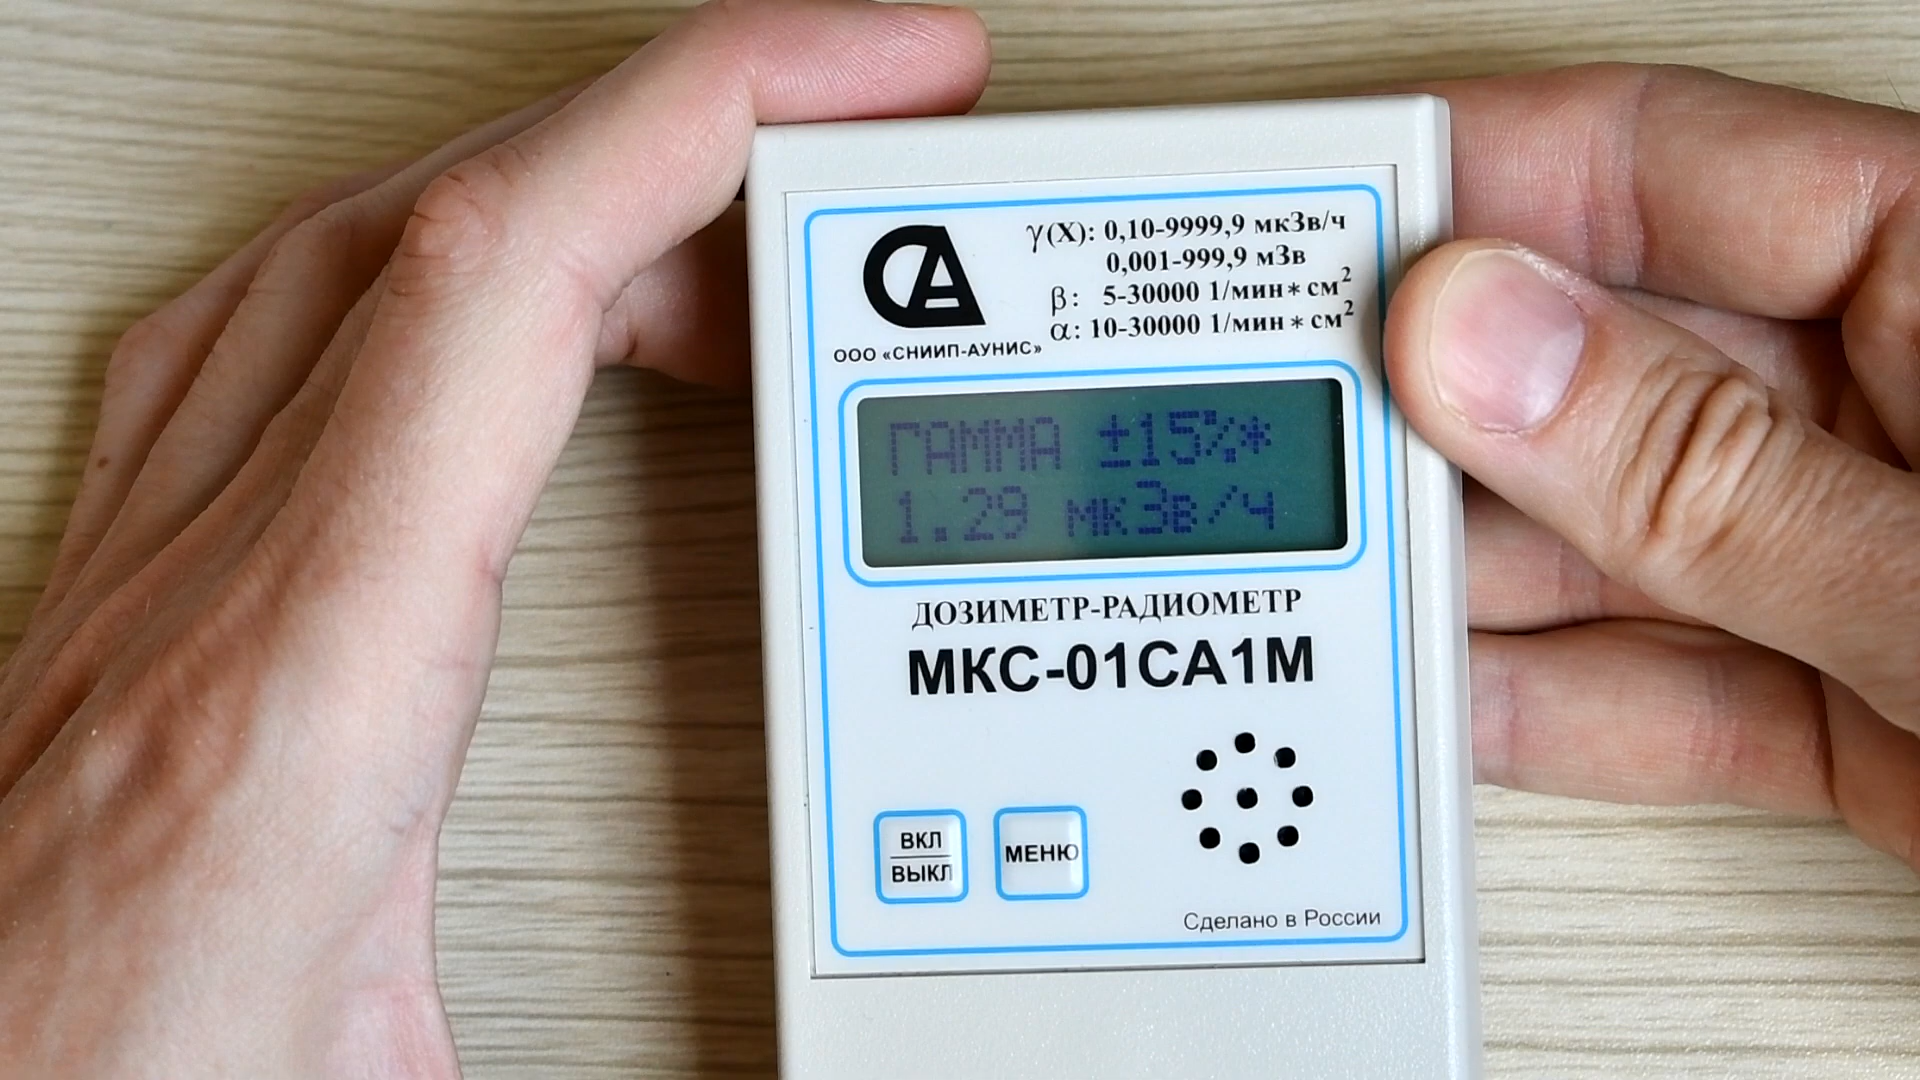 СА
γ(X): 0,10-9999,9 мкЗв/ч
0,001-999,9 мЗв
β: 5-30000 1/мин*см²
α: 10-30000 1/мин*см²
ООО «СНИИП-АУНИС»
ГАММА ±15%*
1.29 мкЗв/ч
ДОЗИМЕТР-РАДИОМЕТР
МКС-01СА1М
ВКЛ
ВЫКЛ
МЕНЮ
Сделано в России